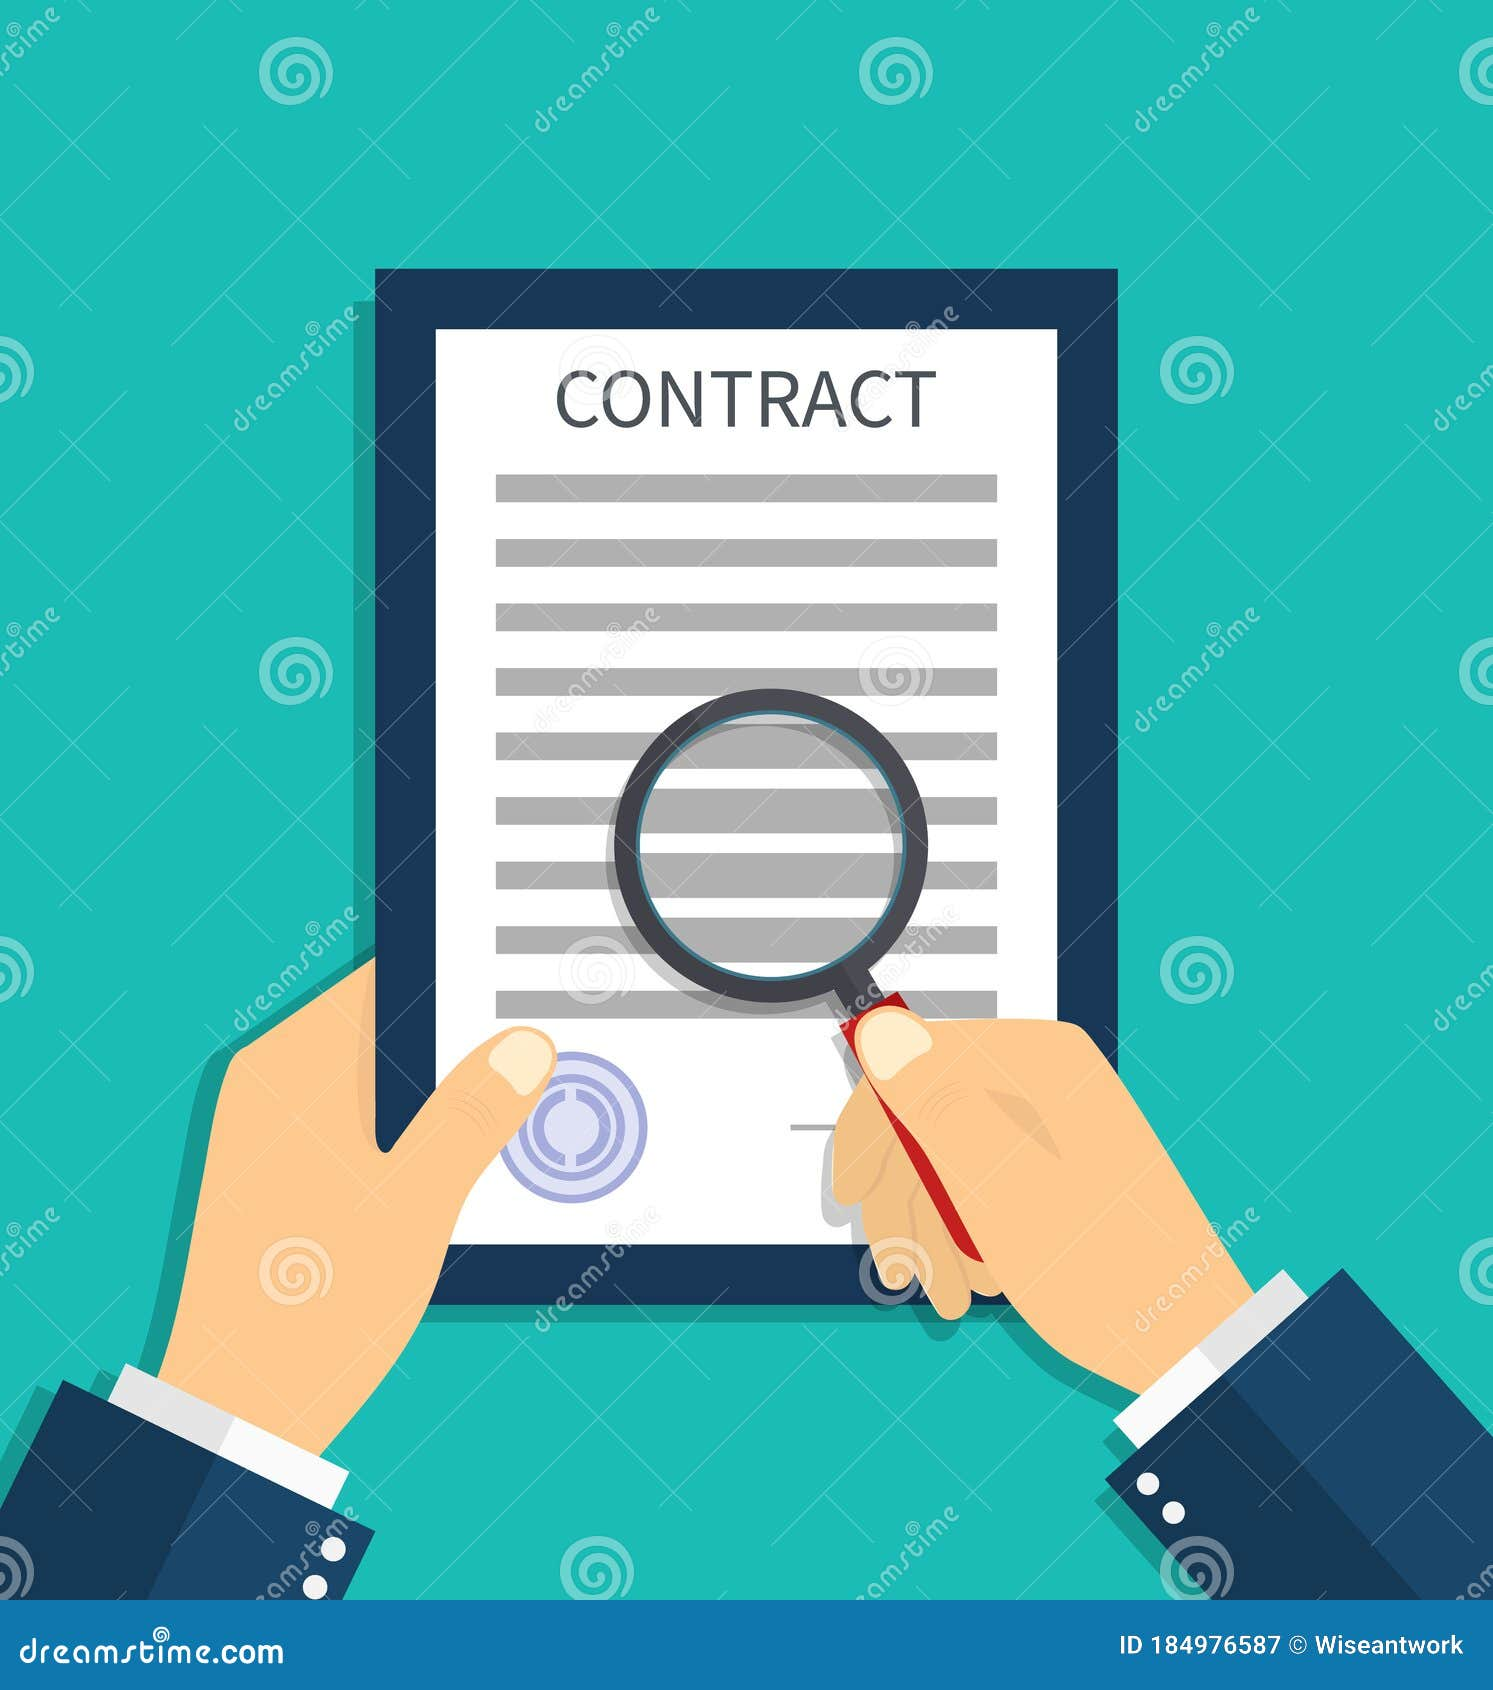 CONTRACT
dreamstime.com
ID 184976587 © Wiseantwork